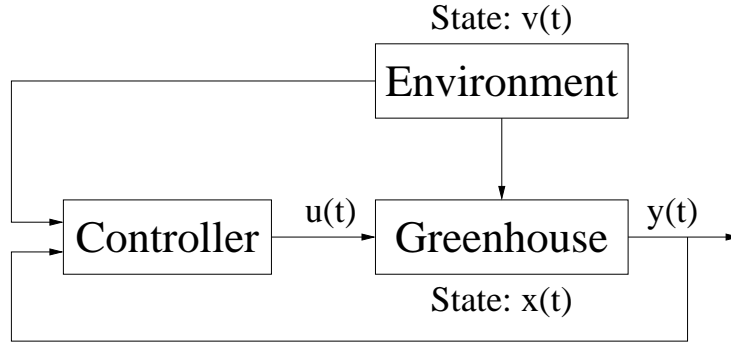 State: v(t)
Environment
Controller
u(t)
Greenhouse
y(t)
State: x(t)